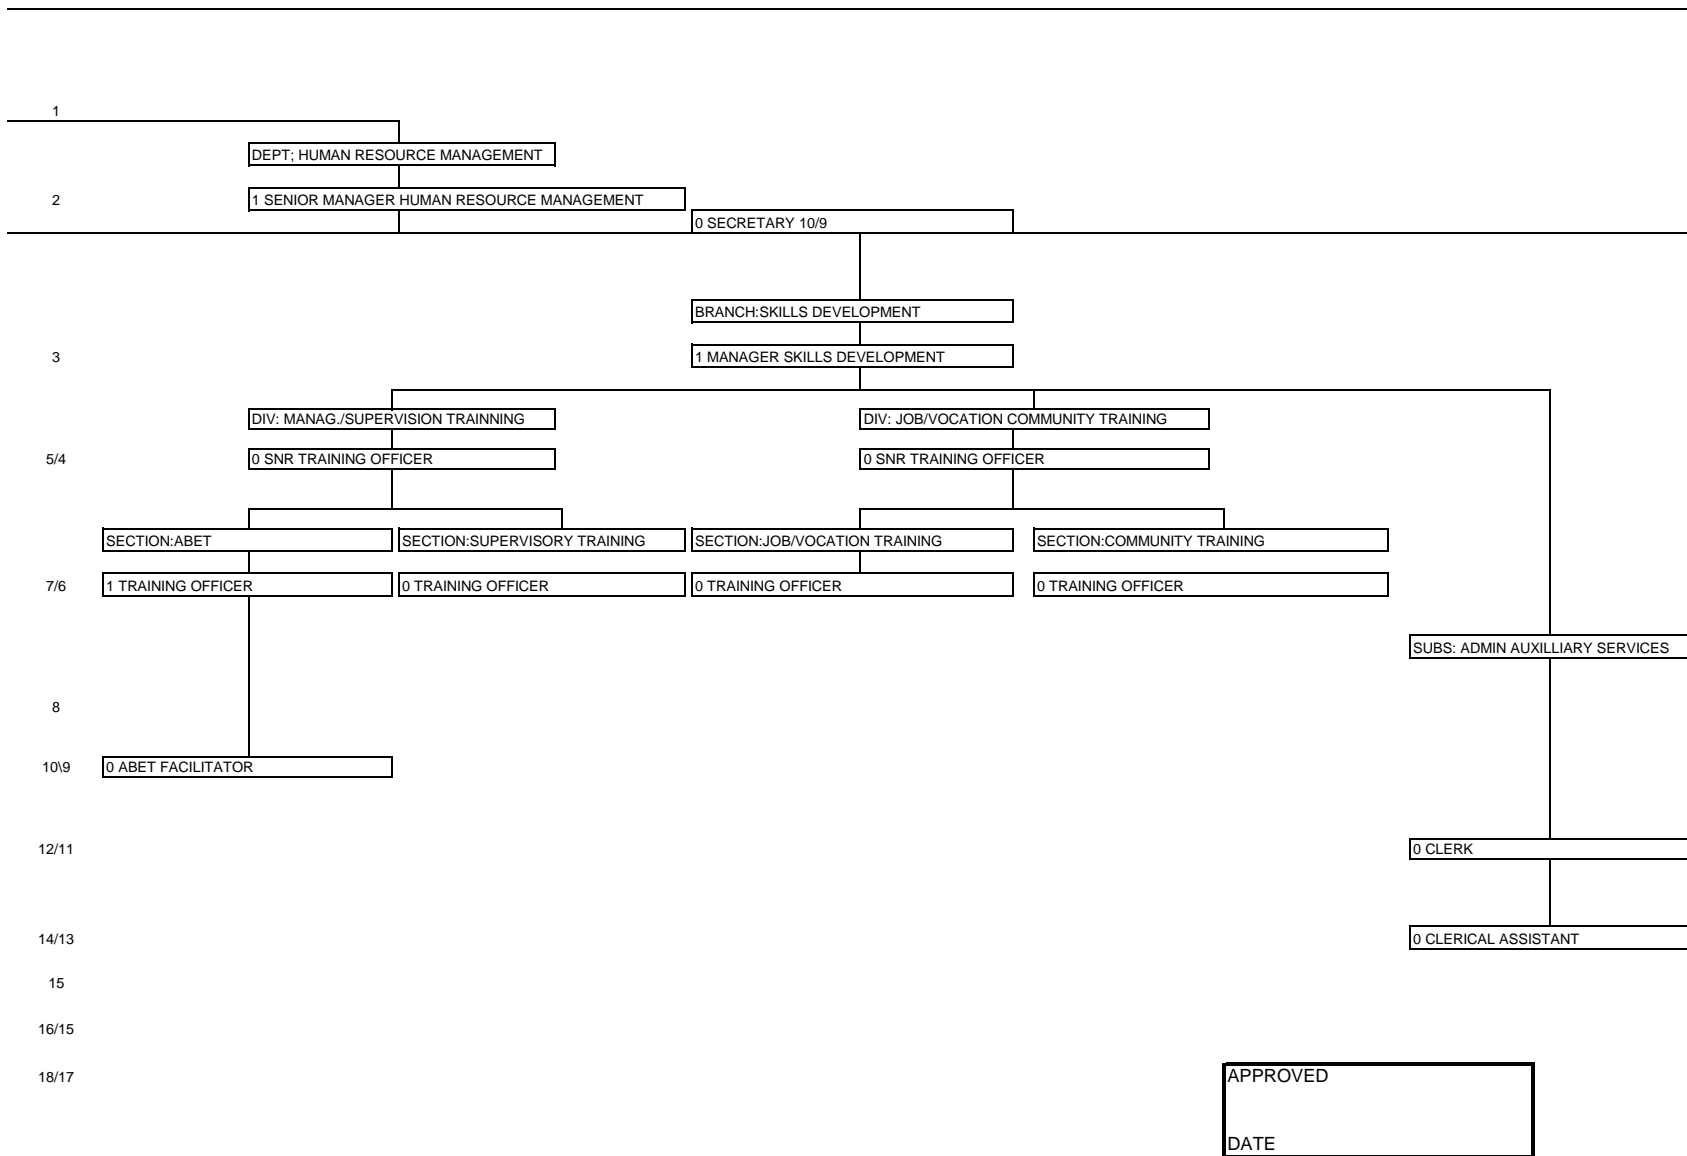 1
DEPT; HUMAN RESOURCE MANAGEMENT
2
1 SENIOR MANAGER HUMAN RESOURCE MANAGEMENT
0 SECRETARY 10/9
BRANCH:SKILLS DEVELOPMENT
3
1 MANAGER SKILLS DEVELOPMENT
DIV: MANAG./SUPERVISION TRAINNING
DIV: JOB/VOCATION COMMUNITY TRAINING
5/4
0 SNR TRAINING OFFICER
0 SNR TRAINING OFFICER
SECTION:ABET
SECTION:SUPERVISORY TRAINING
SECTION:JOB/VOCATION TRAINING
SECTION:COMMUNITY TRAINING
7/6
1 TRAINING OFFICER
0 TRAINING OFFICER
0 TRAINING OFFICER
0 TRAINING OFFICER
SUBS: ADMIN AUXILLIARY SERVICES
8
10\9
0 ABET FACILITATOR
12/11
0 CLERK
14/13
0 CLERICAL ASSISTANT
15
16/15
18/17
APPROVED
DATE